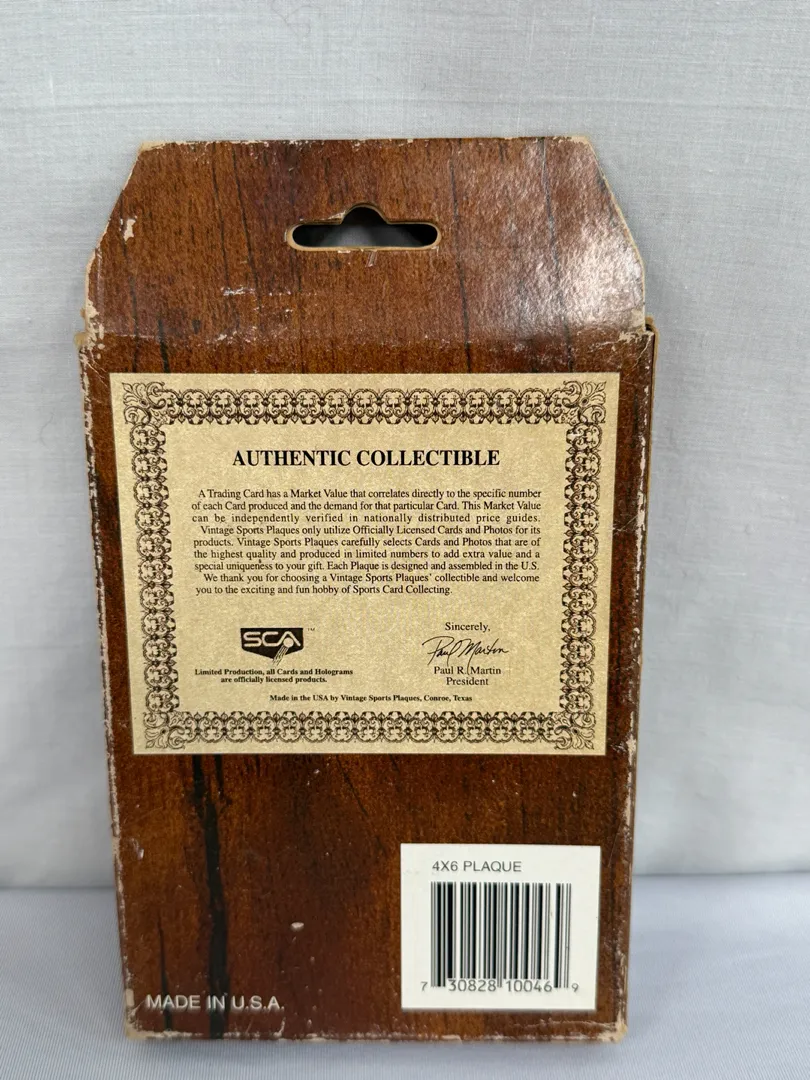 AUTHENTIC COLLECTIBLE
A Trading Card has a Market Value that correlates directly to the specific number
of each Card produced and the demand for that particular Card. This Market Value
can be independently verified in nationally distributed price guides.
Vintage Sports Plaques only utilize Officially Licensed Cards and Photos for its
products. Vintage Sports Plaques carefully selects Cards and Photos that are of
the highest quality and produced in limited numbers to add extra value and a
special uniqueness to your gift. Each Plaque is designed and assembled in the U.S.
We thank you for choosing a Vintage Sports Plaques' collectible and welcome
you to the exciting and fun hobby of Sports Card Collecting.
SCA™
Limited Production, all Cards and Holograms
are officially licensed products.
Sincerely,
Paul Martin
Paul R. Martin
President
Made in the USA by Vintage Sports Plaques, Conroe, Texas
4X6 PLAQUE
7 30828 10046 9
MADE IN U.S.A.